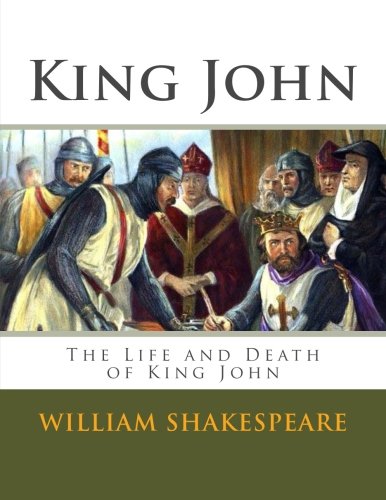 King John
The Life and Death
of King John
WILLIAM SHAKESPEARE